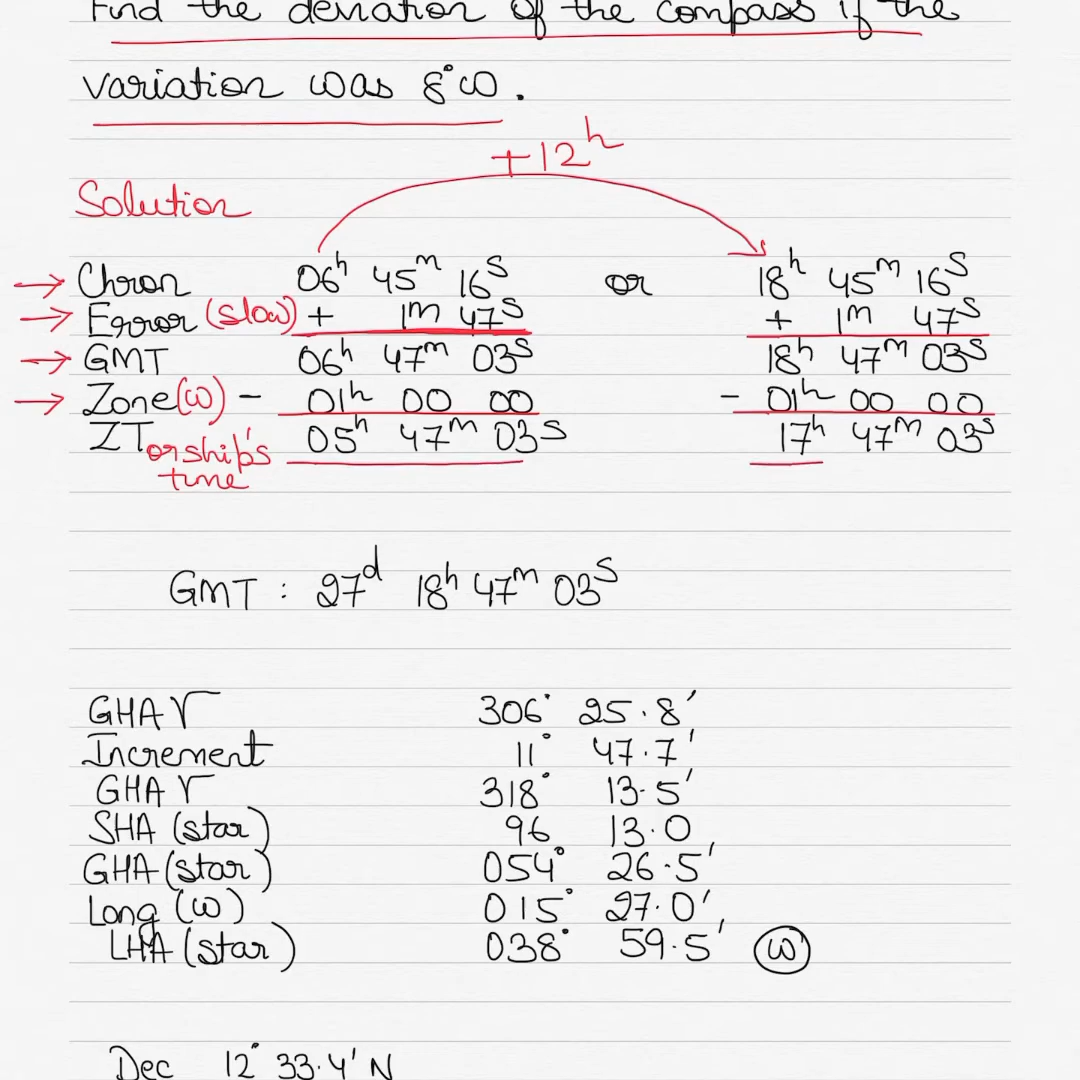 Find the deviation of the compass if the
variation was 8°W.
+12h
Solution
Chron 06h 45m 16s or 18h 45m 16s
Error (slow) + 1m 47s + 1m 47s
GMT 06h 47m 03s 18h 47m 03s
Zone (W) - 01h 00 00 - 01h 00 00
ZT or ship's time 05h 47m 03s 17h 47m 03s
GMT : 27d 18h 47m 03s
GHA ♈ 306° 25.8'
Increment 11° 47.7'
GHA ♈ 318° 13.5'
SHA (star) 96 13.0
GHA (star) 054° 26.5'
Long (W) 015° 27.0'
LHA (star) 038° 59.5' W
Dec 12° 33.4' N